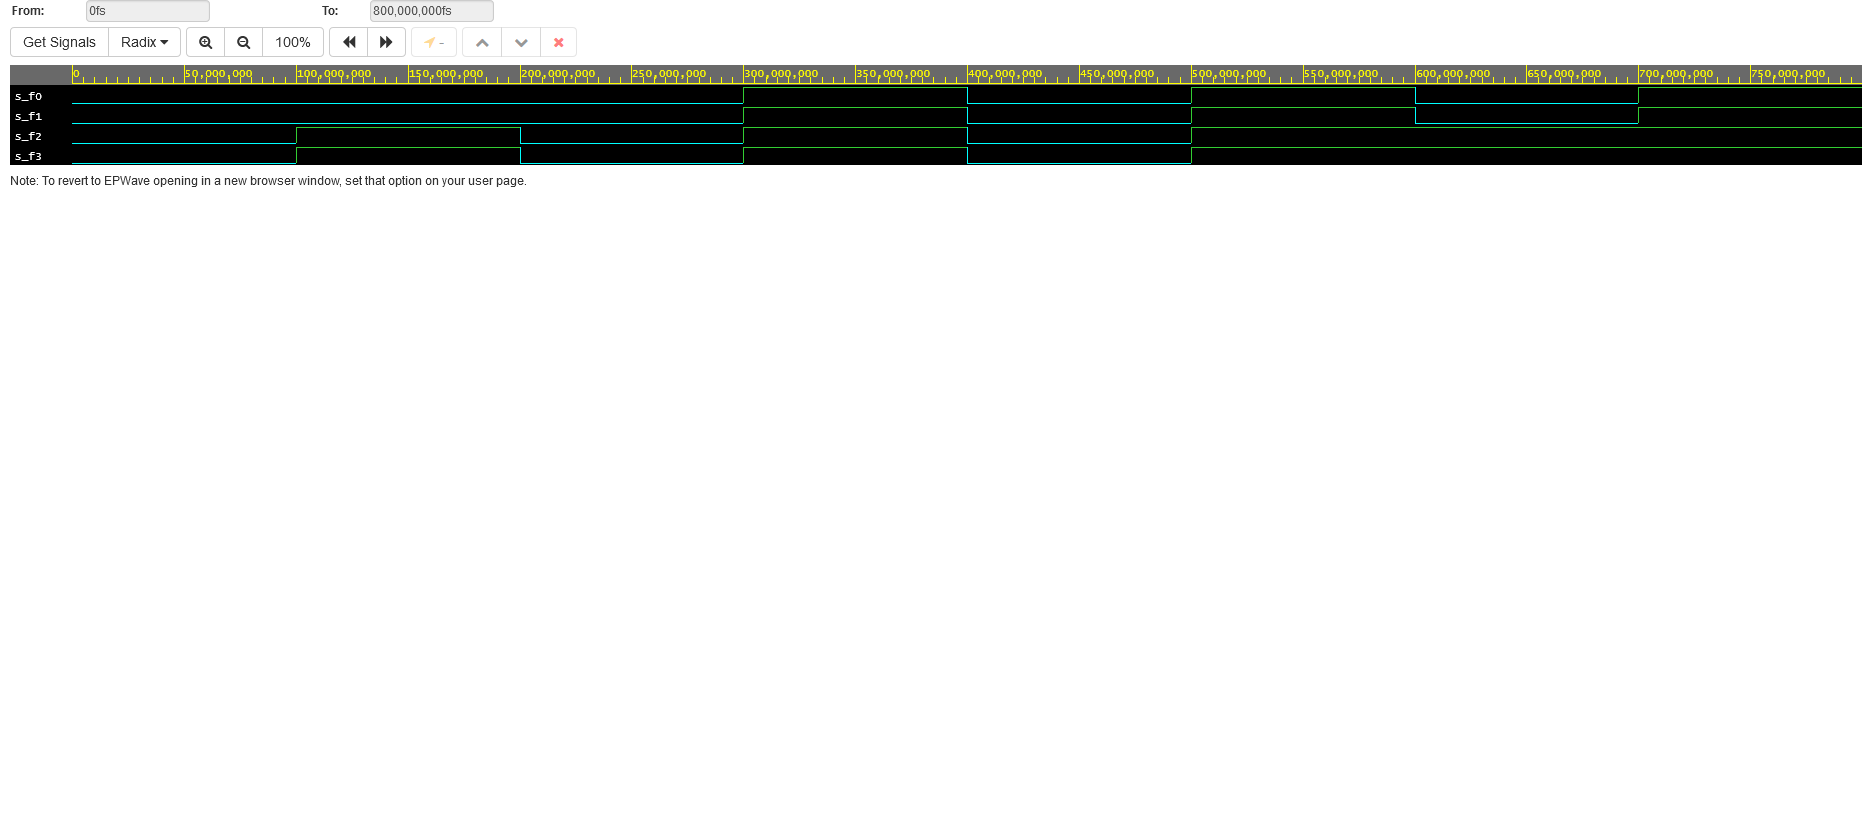 From: 0fs To: 800,000,000fs
Get Signals Radix 100% -
0 50,000,000 100,000,000 150,000,000 200,000,000 250,000,000 300,000,000 350,000,000 400,000,000 450,000,000 500,000,000 550,000,000 600,000,000 650,000,000 700,000,000 750,000,000
s_f0
s_f1
s_f2
s_f3
Note: To revert to EPWave opening in a new browser window, set that option on your user page.